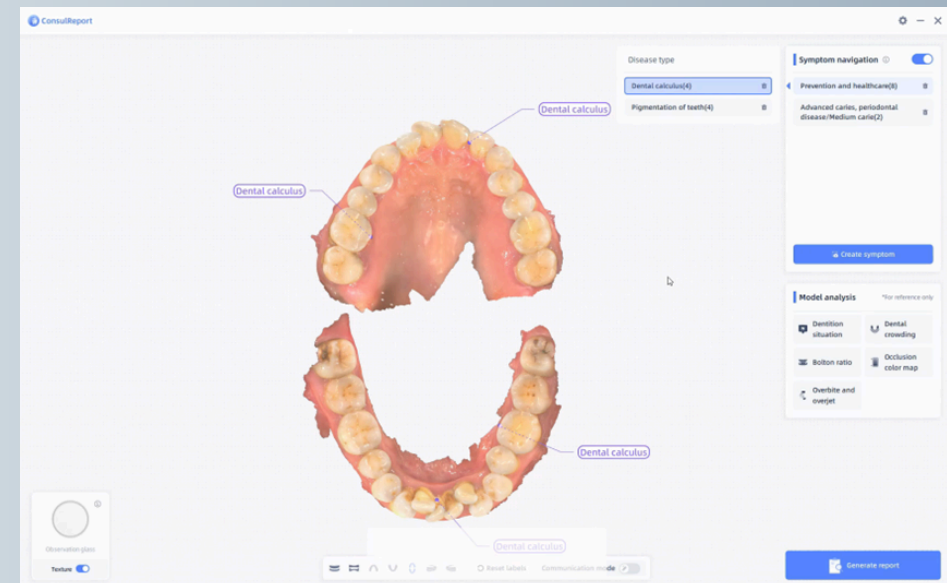 ConsulReport
Disease type
Dental calculus(4)
Pigmentation of teeth(4)
Symptom navigation
Prevention and healthcare(8)
Advanced caries, periodontal
disease/Medium carie(2)
Create symptom
Model analysis
*For reference only
Dentition
situation
Dental
crowding
Bolton ratio
Occlusion
color map
Overbite and
overjet
Dental calculus
Dental calculus
Dental calculus
Dental calculus
Observation glass
Texture
Reset labels
Communication mode
Generate report